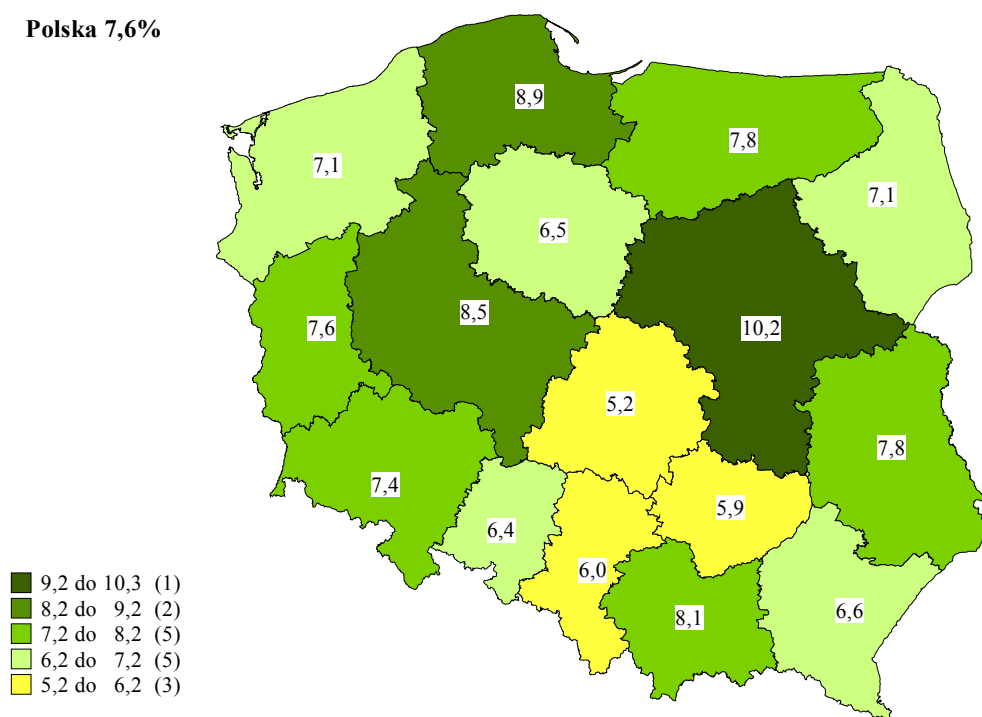 Polska 7,6%
8,9
7,8
7,1
7,1
6,5
8,5
10,2
7,6
5,2
7,8
7,4
5,9
6,4
6,0
6,6
8,1
9,2 do 10,3 (1)
8,2 do 9,2 (2)
7,2 do 8,2 (5)
6,2 do 7,2 (5)
5,2 do 6,2 (3)